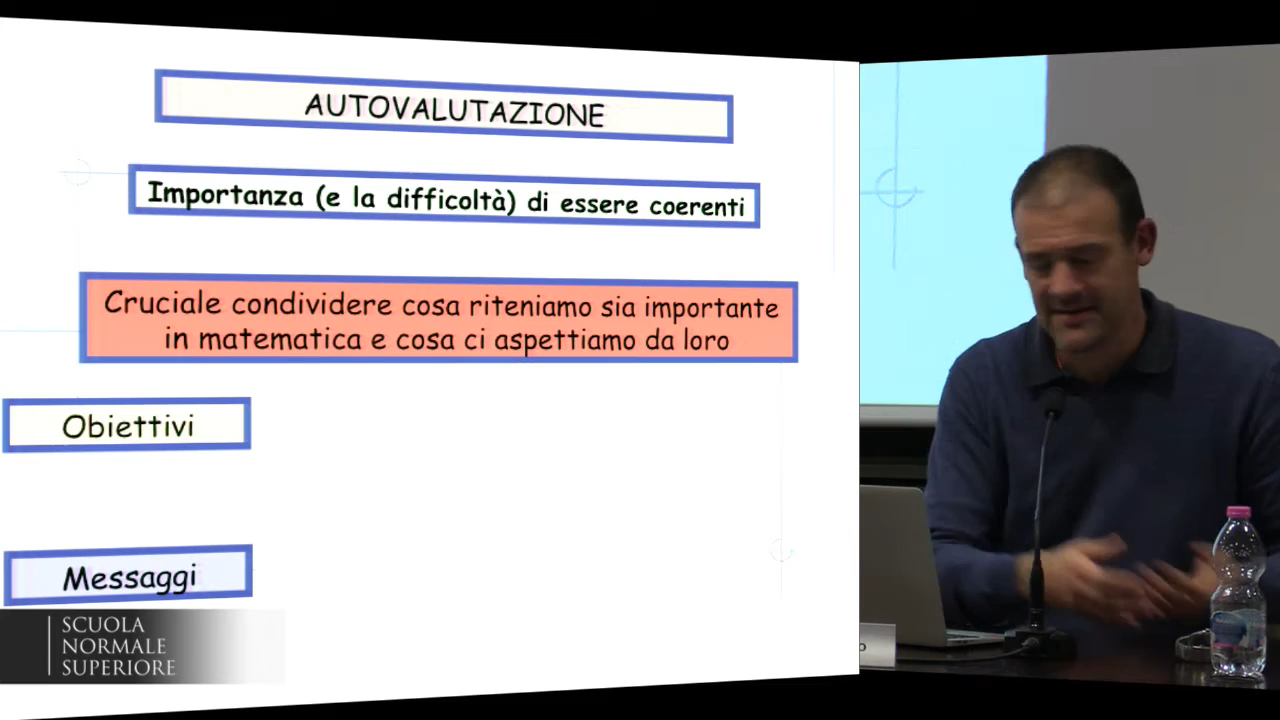 AUTOVALUTAZIONE
Importanza (e la difficoltà) di essere coerenti
Cruciale condividere cosa riteniamo sia importante
in matematica e cosa ci aspettiamo da loro
Obiettivi
Messaggi
SCUOLA
NORMALE
SUPERIORE